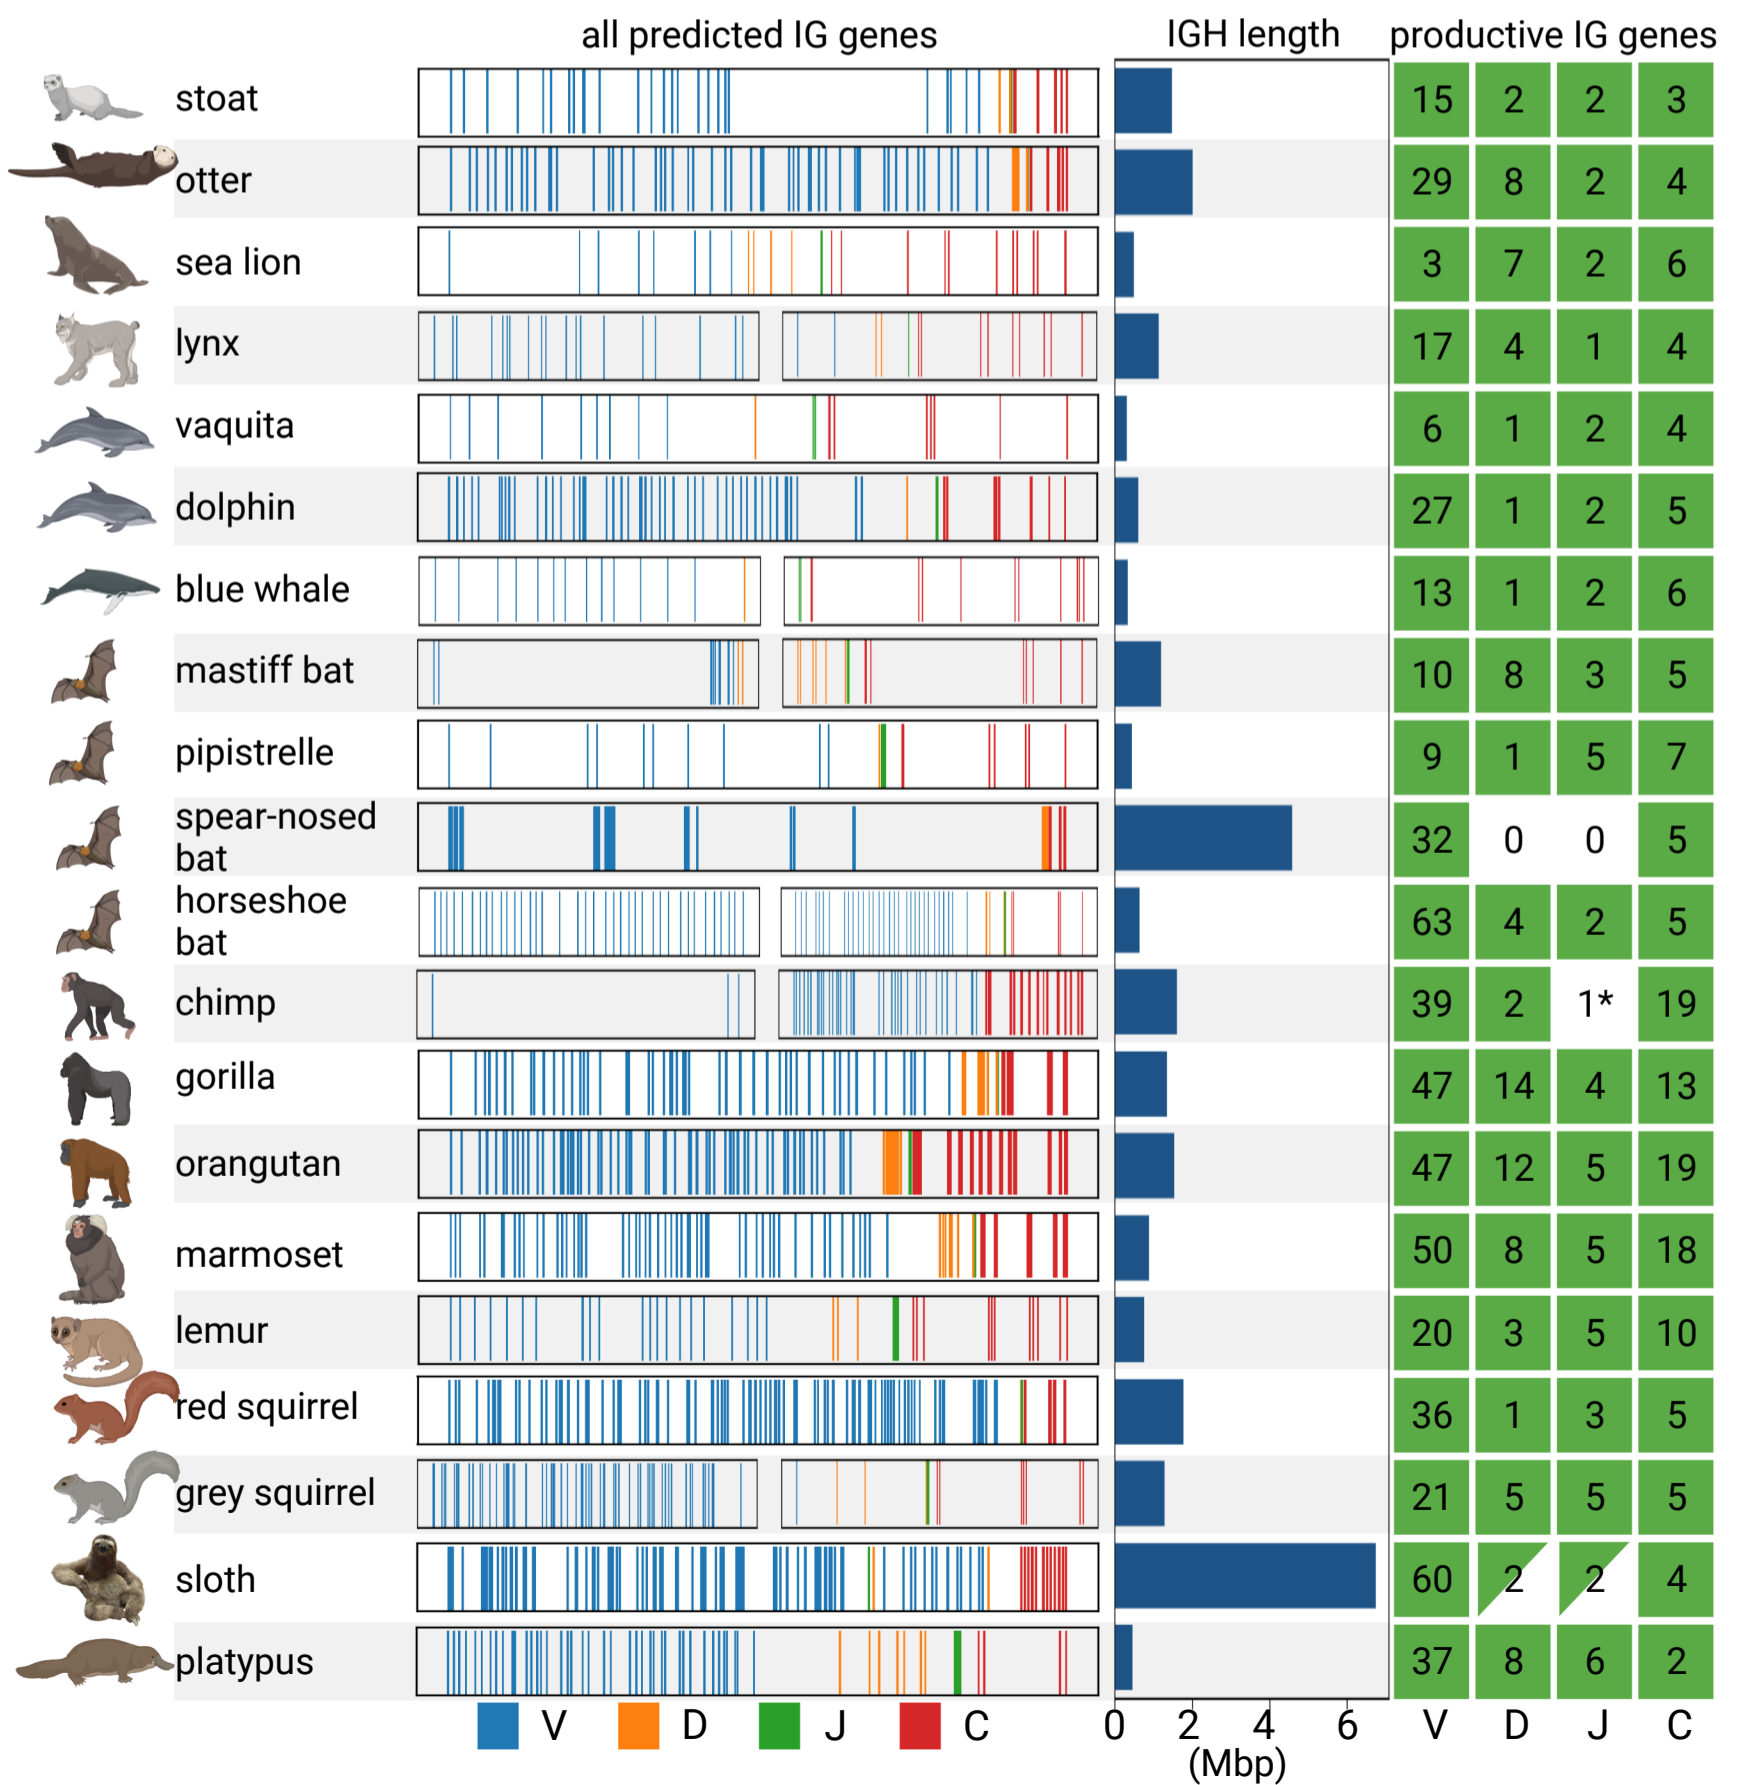 all predicted IG genes IGH length productive IG genes
stoat 15 2 2 3
otter 29 8 2 4
sea lion 3 7 2 6
lynx 17 4 1 4
vaquita 6 1 2 4
dolphin 27 1 2 5
blue whale 13 1 2 6
mastiff bat 10 8 3 5
pipistrelle 9 1 5 7
spear-nosed
bat 32 0 0 5
horseshoe
bat 63 4 2 5
chimp 39 2 1* 19
gorilla 47 14 4 13
orangutan 47 12 5 19
marmoset 50 8 5 18
lemur 20 3 5 10
red squirrel 36 1 3 5
grey squirrel 21 5 5 5
sloth 60 2 2 4
platypus 37 8 6 2
V D J C 0 2 4 6 V D J C
(Mbp)